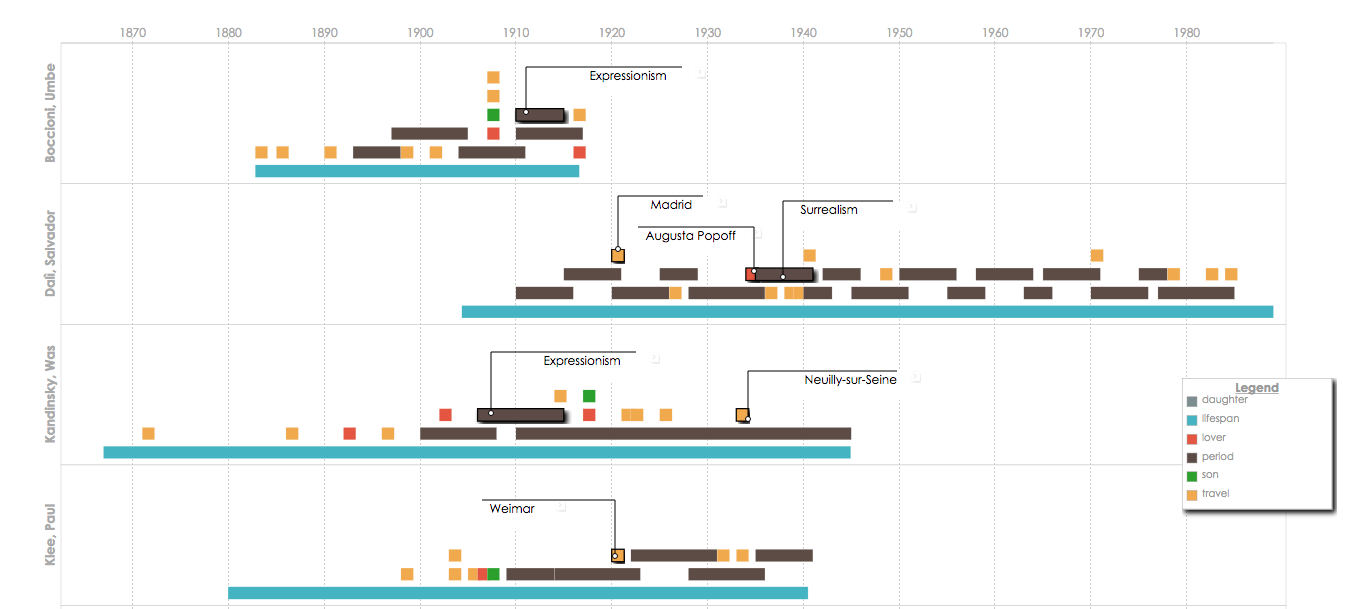 1870 1880 1890 1900 1910 1920 1930 1940 1950 1960 1970 1980
Boccioni, Umbe
Expressionism
Dalì, Salvador
Madrid
Surrealism
Augusta Popoff
Kandinsky, Was
Expressionism
Neuilly-sur-Seine
Legend
daughter
lifespan
lover
period
son
travel
Klee, Paul
Weimar